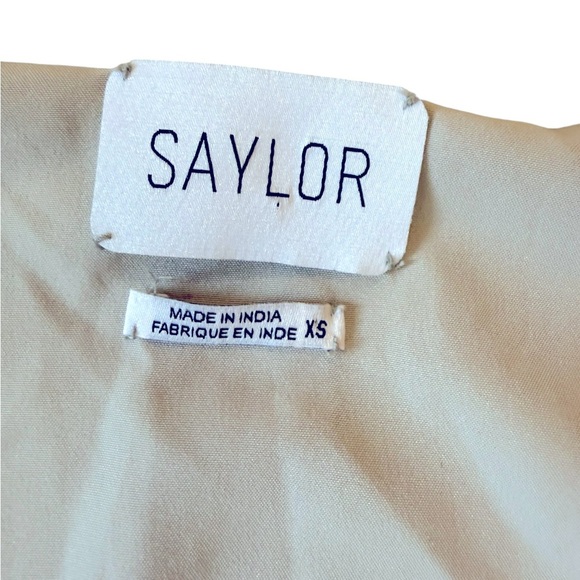 SAYLOR
MADE IN INDIA
FABRIQUE EN INDE XS